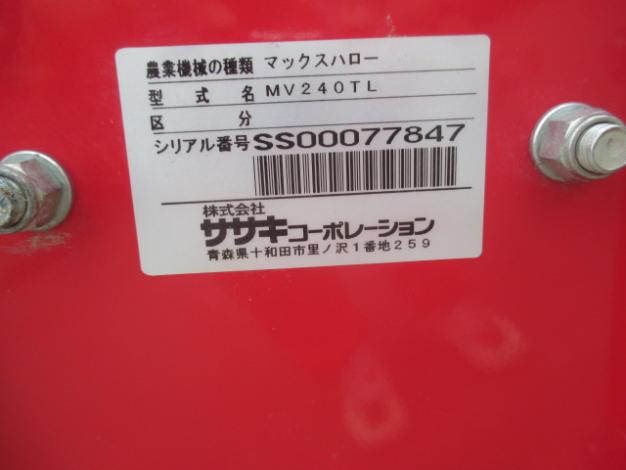 農業機械の種類 マックスハロー
型式名 MV240TL
区分
シリアル番号 SS00077847
株式会社
ササキコーポレーション
青森県十和田市里ノ沢1番地259